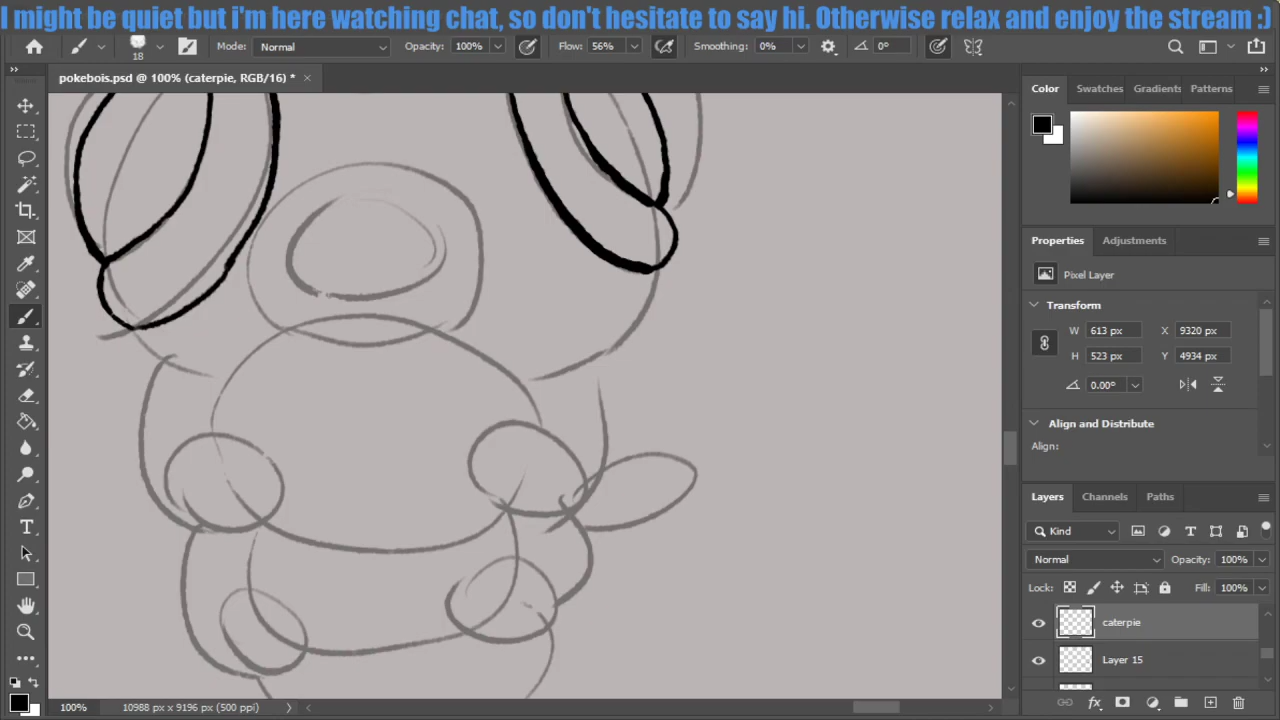 I might be quiet but i'm here watching chat, so don't hesitate to say hi. Otherwise relax and enjoy the stream :)
18
Mode: Normal
Opacity: 100%
Flow: 56%
Smoothing: 0%
0°
pokebois.psd @ 100% (caterpie, RGB/16) *
Color
Swatches
Gradients
Patterns
Properties
Adjustments
Pixel Layer
Transform
W 613 px X 9320 px
H 523 px Y 4934 px
0.00°
Align and Distribute
Align:
Layers
Channels
Paths
Kind
Normal
Opacity: 100%
Lock:
Fill: 100%
caterpie
Layer 15
100%
10988 px x 9196 px (500 ppi)